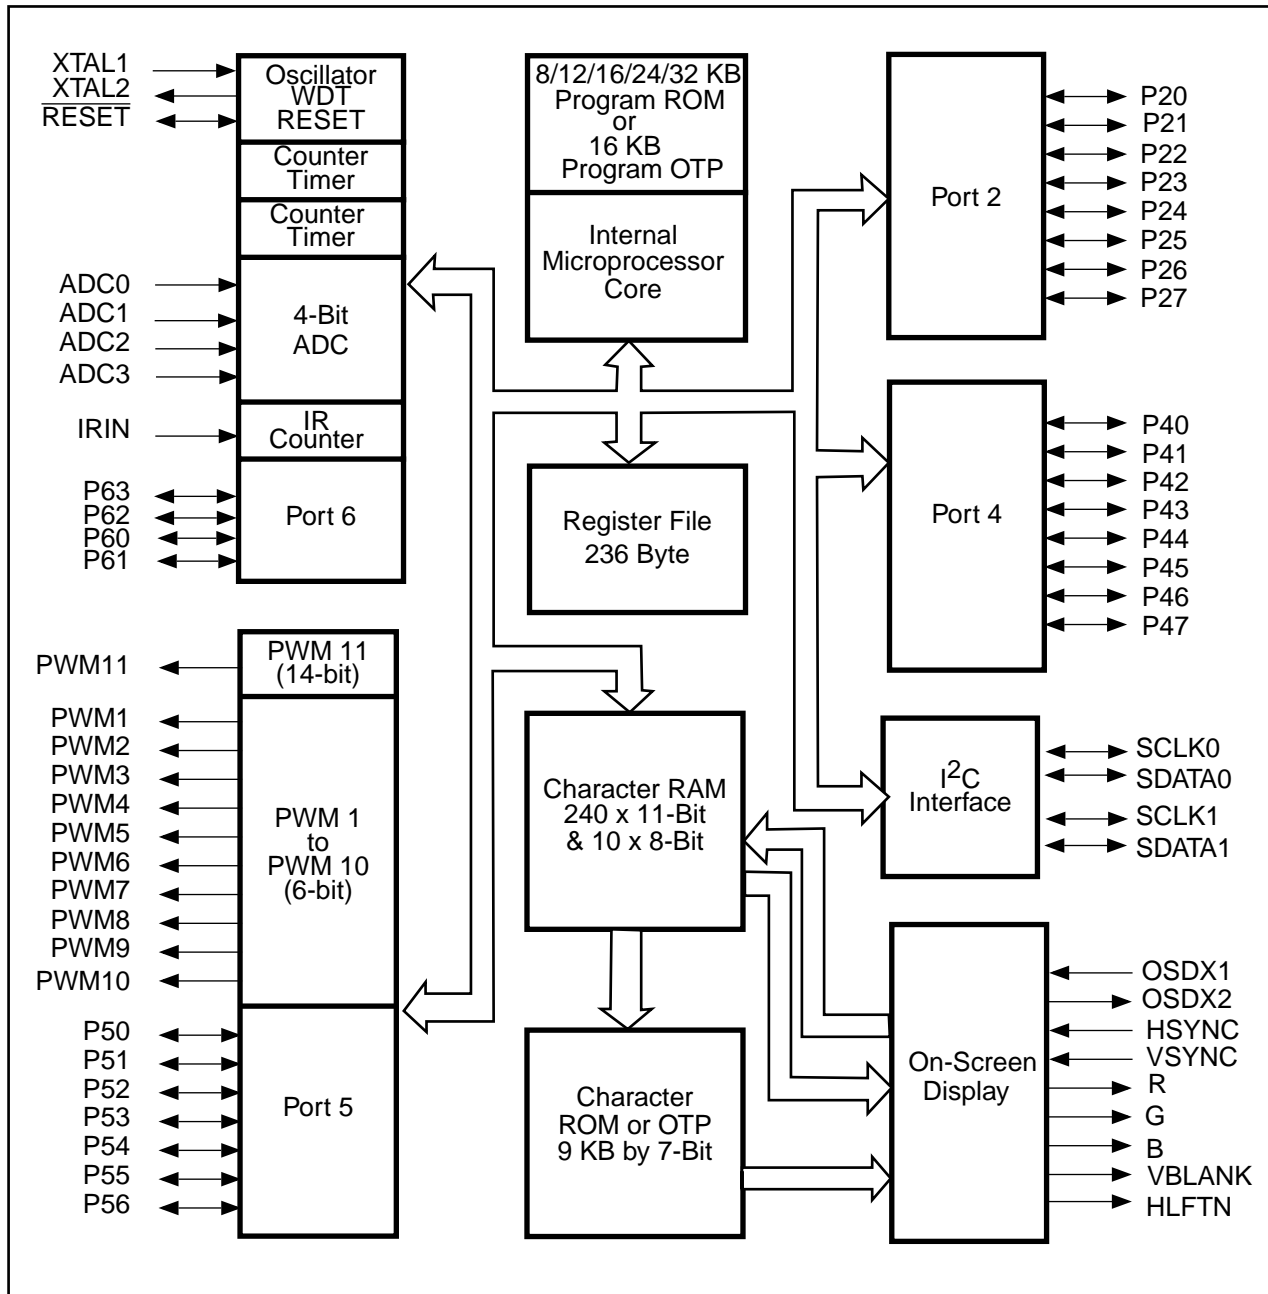 XTAL1
XTAL2
RESET
Oscillator
WDT
RESET
Counter
Timer
Counter
Timer
ADC0
ADC1
ADC2
ADC3
4-Bit
ADC
IRIN
IR
Counter
P63
P62
P60
P61
Port 6
PWM11
PWM 11
(14-bit)
PWM1
PWM2
PWM3
PWM4
PWM5
PWM6
PWM7
PWM8
PWM9
PWM10
PWM 1
to
PWM 10
(6-bit)
P50
P51
P52
P53
P54
P55
P56
Port 5
8/12/16/24/32 KB
Program ROM
or
16 KB
Program OTP
Internal
Microprocessor
Core
Register File
236 Byte
Character RAM
240 x 11-Bit
& 10 x 8-Bit
Character
ROM or OTP
9 KB by 7-Bit
Port 2
P20
P21
P22
P23
P24
P25
P26
P27
Port 4
P40
P41
P42
P43
P44
P45
P46
P47
I²C
Interface
SCLK0
SDATA0
SCLK1
SDATA1
On-Screen
Display
OSDX1
OSDX2
HSYNC
VSYNC
R
G
B
VBLANK
HLFTN